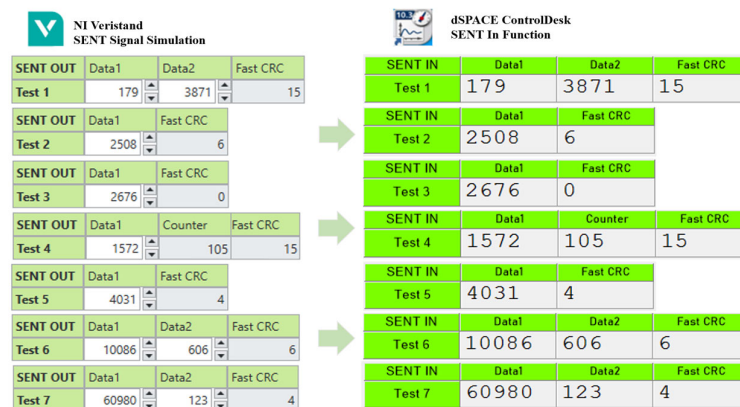 NI Veristand
SENT Signal Simulation
SENT OUT Data1 Data2 Fast CRC
Test 1 179 3871 15
SENT OUT Data1 Fast CRC
Test 2 2508 6
SENT OUT Data1 Fast CRC
Test 3 2676 0
SENT OUT Data1 Counter Fast CRC
Test 4 1572 105 15
SENT OUT Data1 Fast CRC
Test 5 4031 4
SENT OUT Data1 Data2 Fast CRC
Test 6 10086 606 6
SENT OUT Data1 Data2 Fast CRC
Test 7 60980 123 4
10.3
dSPACE ControlDesk
SENT In Function
SENT IN Data1 Data2 Fast CRC
Test 1 179 3871 15
SENT IN Data1 Fast CRC
Test 2 2508 6
SENT IN Data1 Fast CRC
Test 3 2676 0
SENT IN Data1 Counter Fast CRC
Test 4 1572 105 15
SENT IN Data1 Fast CRC
Test 5 4031 4
SENT IN Data1 Data2 Fast CRC
Test 6 10086 606 6
SENT IN Data1 Data2 Fast CRC
Test 7 60980 123 4